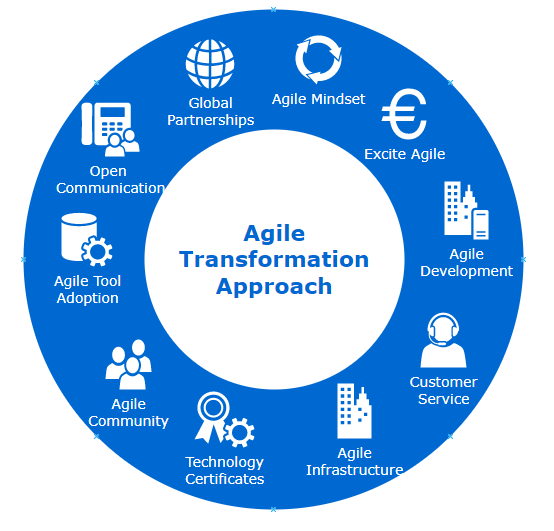 Agile
Transformation
Approach
Agile Mindset
Excite Agile
Agile
Development
Customer
Service
Agile
Infrastructure
Technology
Certificates
Agile
Community
Agile Tool
Adoption
Open
Communication
Global
Partnerships